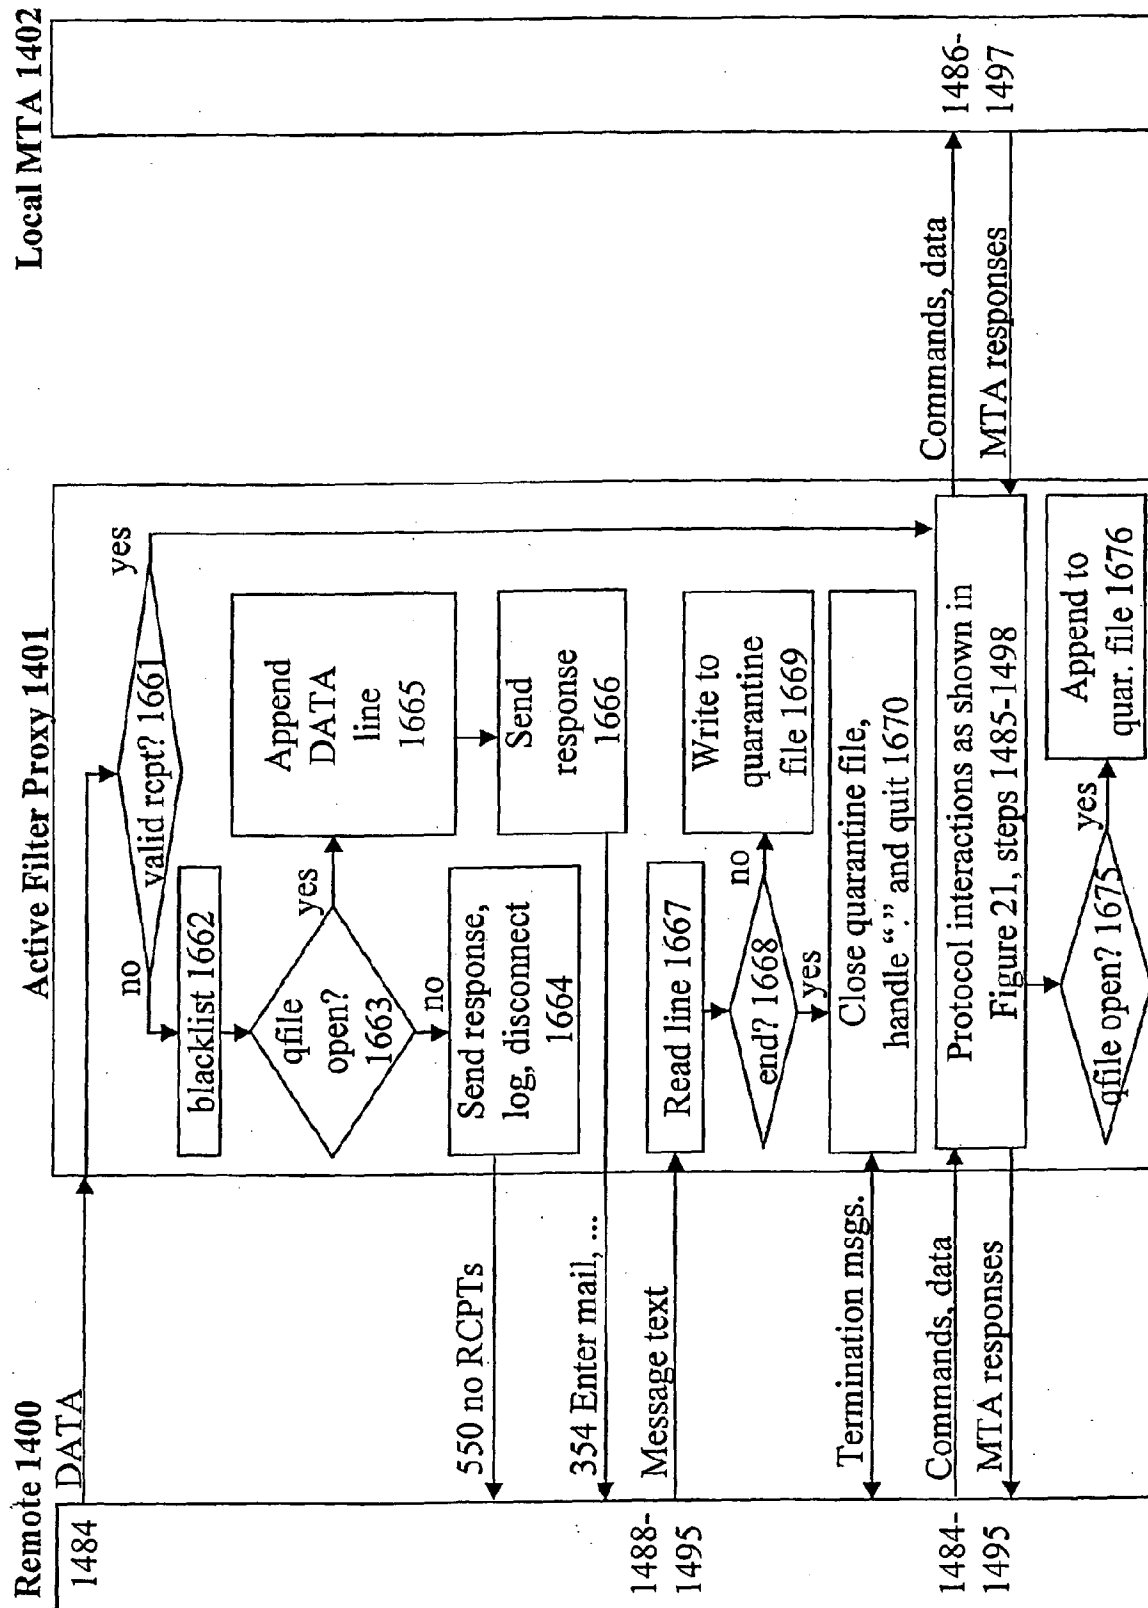 Remote 1400
Active Filter Proxy 1401
Local MTA 1402
1484
DATA
valid rcpt? 1661
yes
no
blacklist 1662
qfile
open?
1663
yes
Append
DATA
line
1665
no
Send response,
log, disconnect
1664
Send
response
1666
550 no RCPTs
354 Enter mail, ...
1488-
1495
Message text
Read line 1667
end? 1668
no
Write to
quarantine
file 1669
yes
Close quarantine file,
handle “.” and quit 1670
Termination msgs.
1484-
1495
Commands, data
MTA responses
Protocol interactions as shown in
Figure 21, steps 1485-1498
Commands, data
MTA responses
1486-
1497
qfile open? 1675
yes
Append to
quar. file 1676